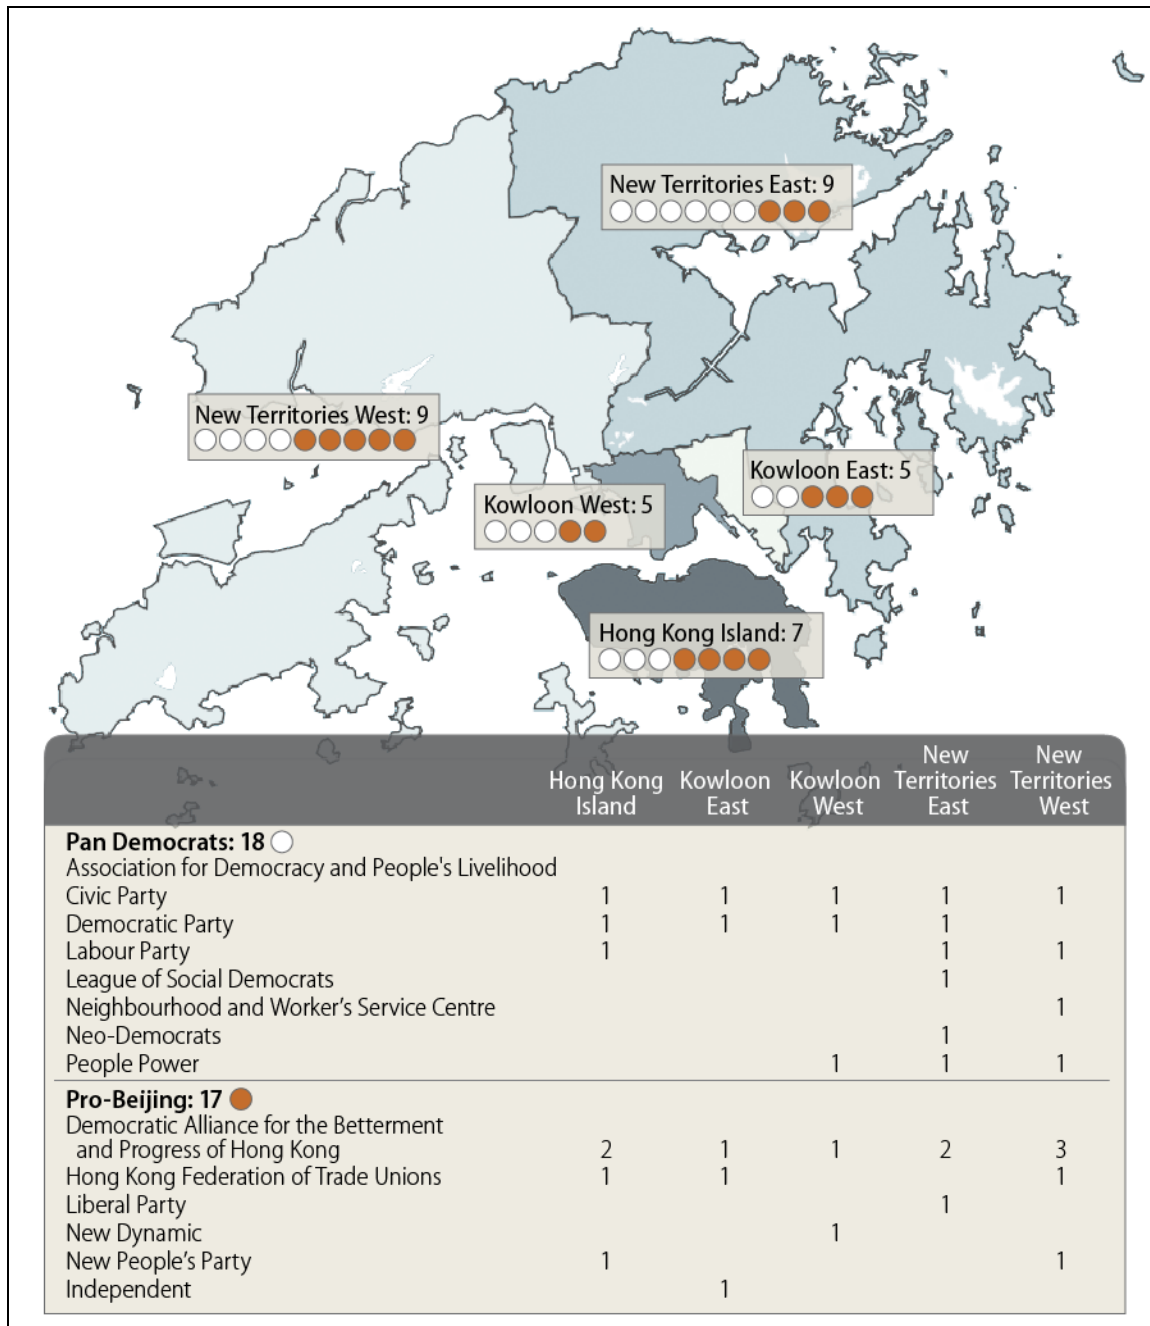 New Territories East: 9
New Territories West: 9
Kowloon East: 5
Kowloon West: 5
Hong Kong Island: 7
Hong Kong Island Kowloon East Kowloon West New Territories East New Territories West
Pan Democrats: 18
Association for Democracy and People's Livelihood
Civic Party 1 1 1 1 1
Democratic Party 1 1 1 1
Labour Party 1 1 1
League of Social Democrats 1
Neighbourhood and Worker’s Service Centre 1
Neo-Democrats 1
People Power 1 1 1
Pro-Beijing: 17
Democratic Alliance for the Betterment
and Progress of Hong Kong 2 1 1 2 3
Hong Kong Federation of Trade Unions 1 1 1
Liberal Party 1
New Dynamic 1
New People’s Party 1 1
Independent 1